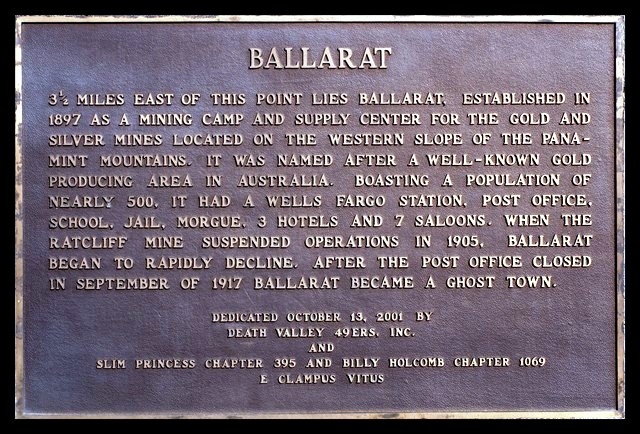 BALLARAT
3½ MILES EAST OF THIS POINT LIES BALLARAT, ESTABLISHED IN
1897 AS A MINING CAMP AND SUPPLY CENTER FOR THE GOLD AND
SILVER MINES LOCATED ON THE WESTERN SLOPE OF THE PANA-
MINT MOUNTAINS. IT WAS NAMED AFTER A WELL-KNOWN GOLD
PRODUCING AREA IN AUSTRALIA. BOASTING A POPULATION OF
NEARLY 500, IT HAD A WELLS FARGO STATION, POST OFFICE,
SCHOOL, JAIL, MORGUE, 3 HOTELS AND 7 SALOONS. WHEN THE
RATCLIFF MINE SUSPENDED OPERATIONS IN 1905, BALLARAT
BEGAN TO RAPIDLY DECLINE. AFTER THE POST OFFICE CLOSED
IN SEPTEMBER OF 1917 BALLARAT BECAME A GHOST TOWN.
DEDICATED OCTOBER 13, 2001 BY
DEATH VALLEY 49ERS, INC.
AND
SLIM PRINCESS CHAPTER 395 AND BILLY HOLCOMB CHAPTER 1069
E CLAMPUS VITUS